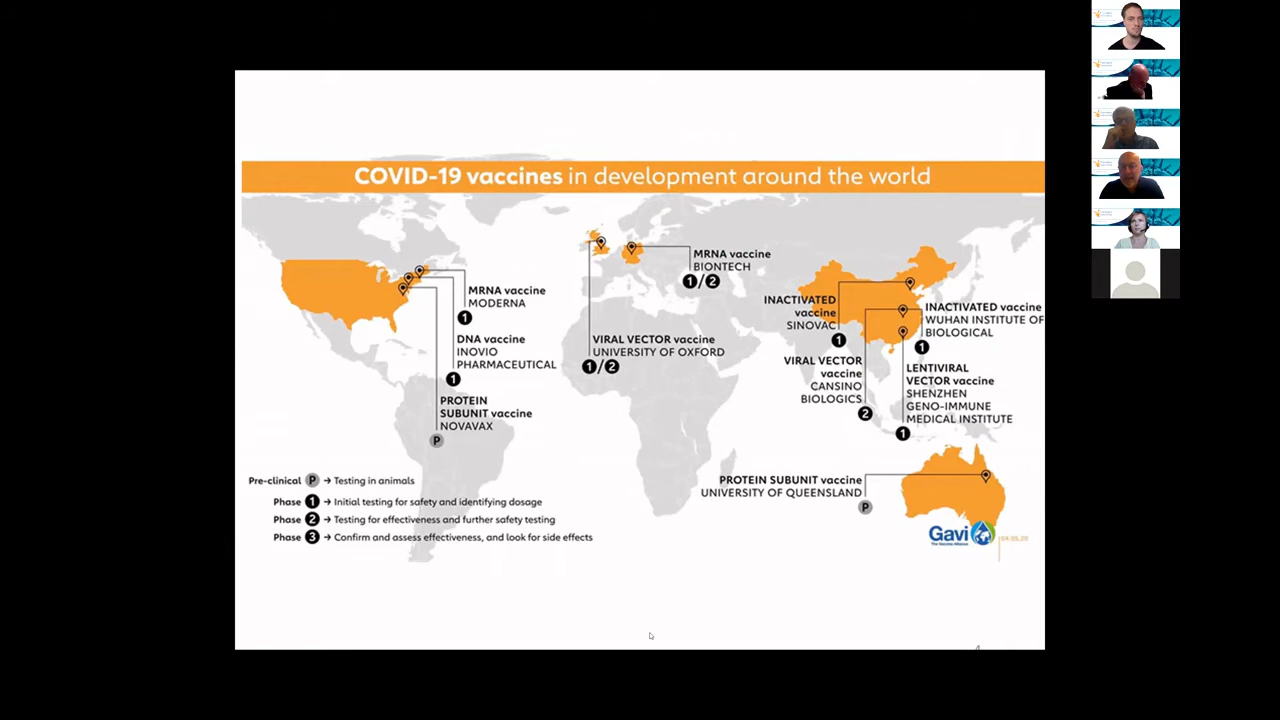 COVID-19 vaccines in development around the world
MRNA vaccine
MODERNA
1
DNA vaccine
INOVIO
PHARMACEUTICAL
1
PROTEIN
SUBUNIT vaccine
NOVAVAX
P
VIRAL VECTOR vaccine
UNIVERSITY OF OXFORD
1/2
MRNA vaccine
BIONTECH
1/2
INACTIVATED
vaccine
SINOVAC
1
VIRAL VECTOR
vaccine
CANSINO
BIOLOGICS
2
INACTIVATED vaccine
WUHAN INSTITUTE OF
BIOLOGICAL
1
LENTIVIRAL
VECTOR vaccine
SHENZHEN
GENO-IMMUNE
MEDICAL INSTITUTE
1
PROTEIN SUBUNIT vaccine
UNIVERSITY OF QUEENSLAND
P
Pre-clinical P → Testing in animals
Phase 1 → Initial testing for safety and identifying dosage
Phase 2 → Testing for effectiveness and further safety testing
Phase 3 → Confirm and assess effectiveness, and look for side effects
Gavi
The Vaccine Alliance
04.05.20